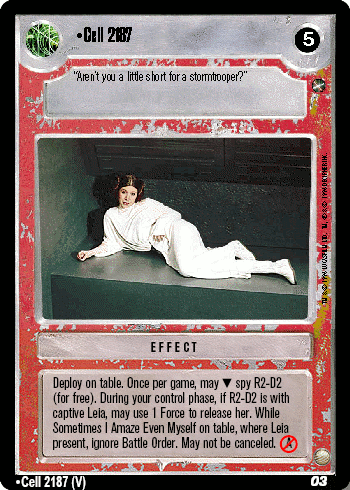 •Cell 2187
5
"Aren't you a little short for a stormtrooper?"
EFFECT
Deploy on table. Once per game, may ▼ spy R2-D2
(for free). During your control phase, if R2-D2 is with
captive Leia, may use 1 Force to release her. While
Sometimes I Amaze Even Myself on table, where Leia
present, ignore Battle Order. May not be canceled.
•Cell 2187 (V)
03